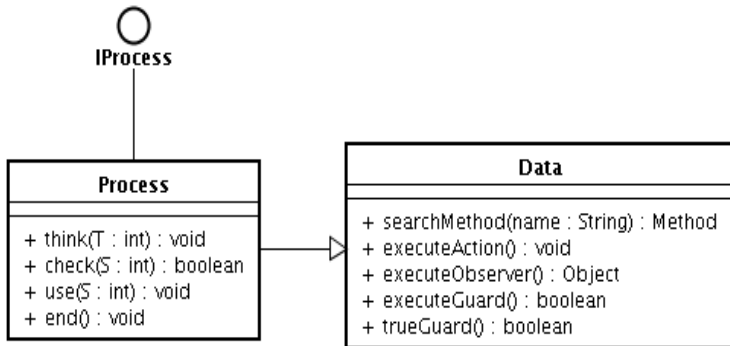 IProcess
Process
+ think(T : int) : void
+ check(S : int) : boolean
+ use(S : int) : void
+ end() : void
Data
+ searchMethod(name : String) : Method
+ executeAction() : void
+ executeObserver() : Object
+ executeGuard() : boolean
+ trueGuard() : boolean